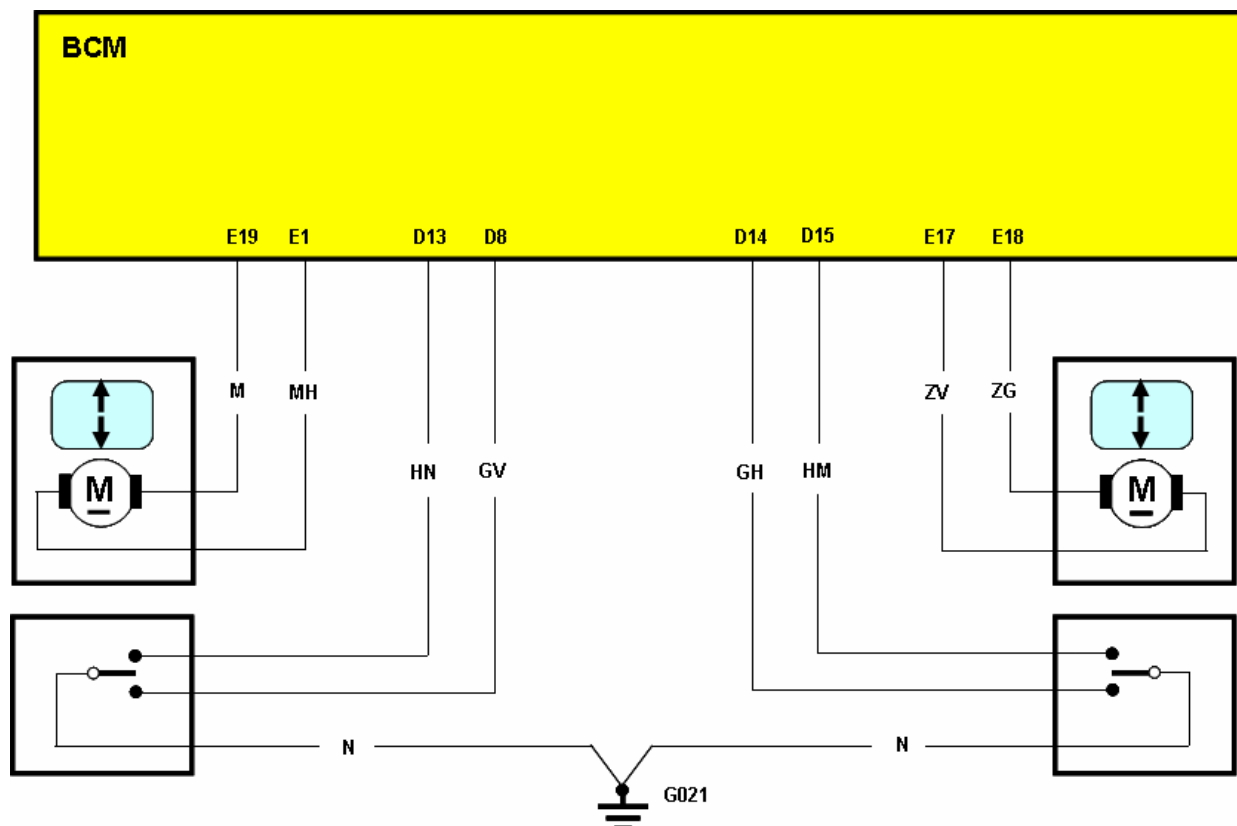 BCM
E19 E1 D13 D8 D14 D15 E17 E18
M MH ZV ZG
HN GV GH HM
M M
N N
G021